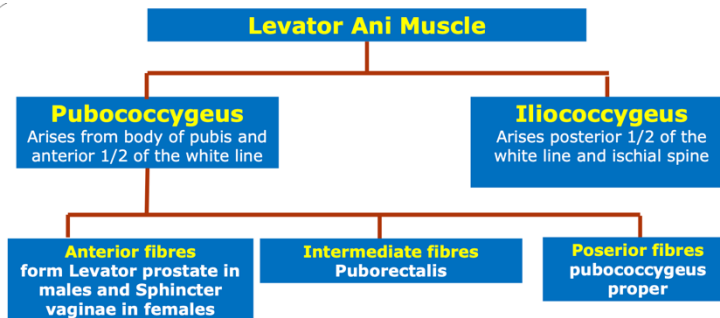 Levator Ani Muscle
Pubococcygeus
Arises from body of pubis and
anterior 1/2 of the white line
Iliococcygeus
Arises posterior 1/2 of the
white line and ischial spine
Anterior fibres
form Levator prostate in
males and Sphincter
vaginae in females
Intermediate fibres
Puborectalis
Poserior fibres
pubococcygeus
proper